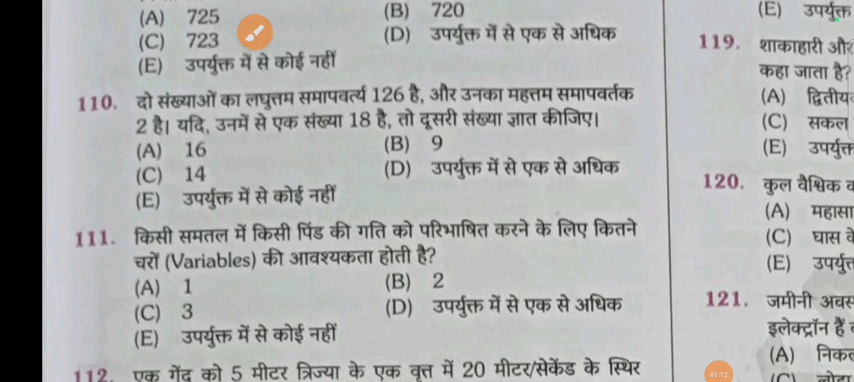 (A) 725 (B) 720
(C) 723 (D) उपर्युक्त में से एक से अधिक
(E) उपर्युक्त में से कोई नहीं
110. दो संख्याओं का लघुत्तम समापवर्त्य 126 है, और उनका महत्तम समापवर्तक
2 है। यदि, उनमें से एक संख्या 18 है, तो दूसरी संख्या ज्ञात कीजिए।
(A) 16 (B) 9
(C) 14 (D) उपर्युक्त में से एक से अधिक
(E) उपर्युक्त में से कोई नहीं
111. किसी समतल में किसी पिंड की गति को परिभाषित करने के लिए कितने
चरों (Variables) की आवश्यकता होती है?
(A) 1 (B) 2
(C) 3 (D) उपर्युक्त में से एक से अधिक
(E) उपर्युक्त में से कोई नहीं
112. एक गेंद को 5 मीटर त्रिज्या के एक वृत्त में 20 मीटर/सेकेंड के स्थिर
(E) उपर्युक्त
119. शाकाहारी और
कहा जाता है?
(A) द्वितीय
(C) सकल
(E) उपर्युक्त
120. कुल वैश्विक
(A) महासा
(C) घास
(E) उपर्यु
121. जमीनी अवस
इलेक्ट्रॉन हैं
(A) निक
(C)